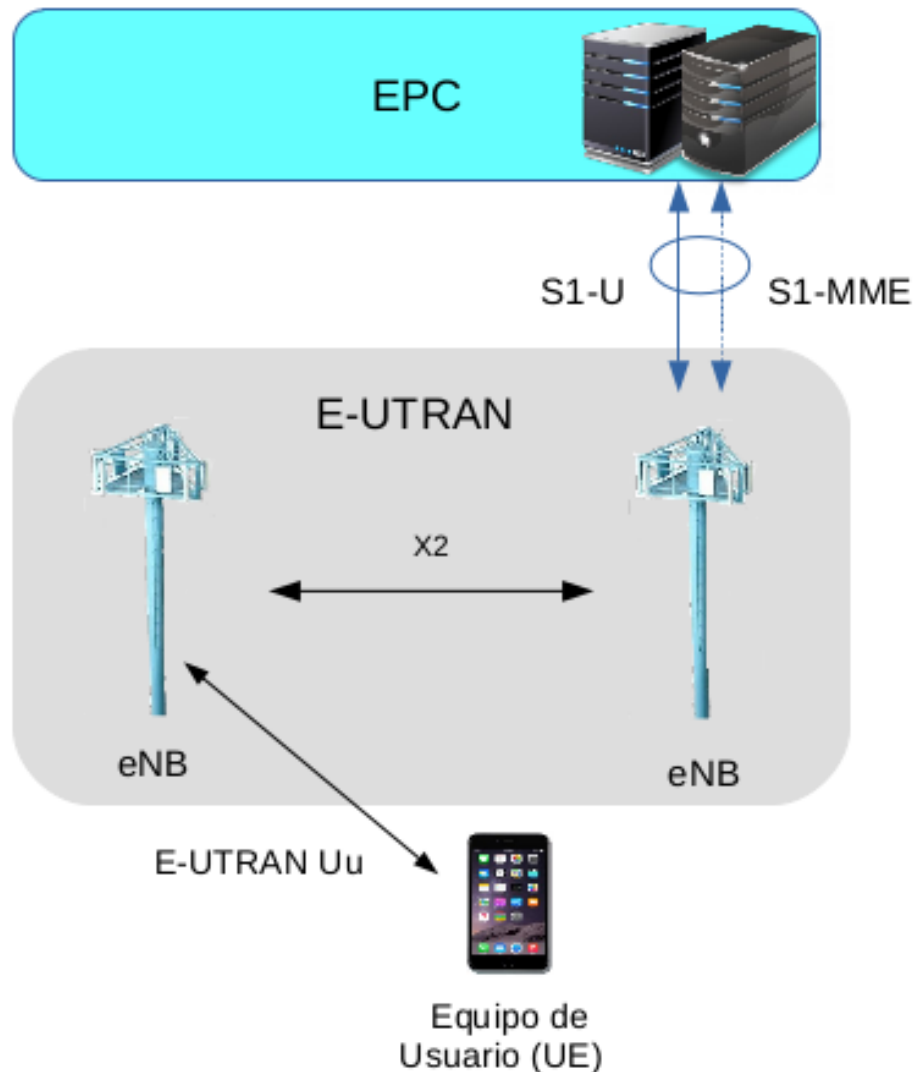 EPC
S1-U
S1-MME
E-UTRAN
X2
eNB
eNB
E-UTRAN Uu
Equipo de
Usuario (UE)